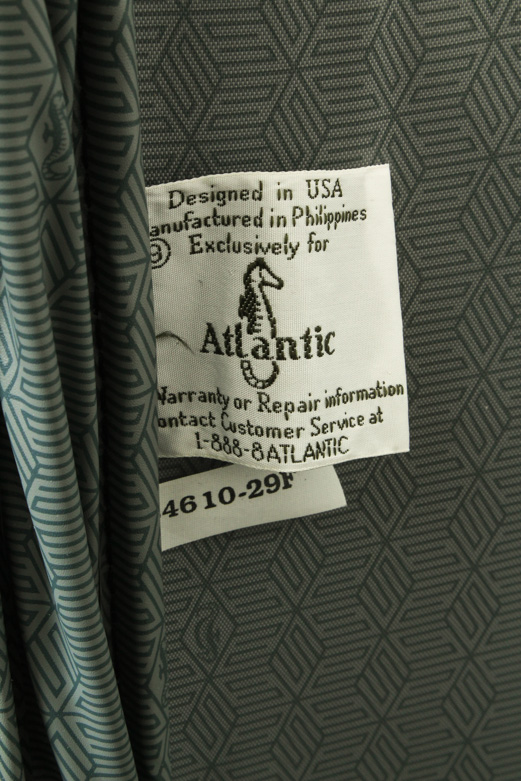 Designed in USA
anufactured in Philippines
9 Exclusively for
Atlantic
Warranty or Repair information
ontact Customer Service at
1-888-8ATLANTIC
4610-29F